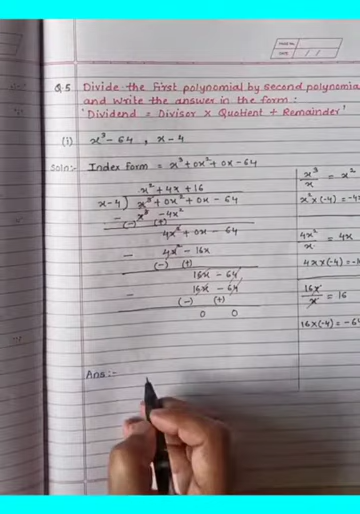 PAGE NO.
DATE / /
Q.5 Divide the first polynomial by second polynomial
and write the answer in the form :
'Dividend = Divisor × Quotient + Remainder'
(i) x³ - 64 , x - 4
Soln:- Index form = x³ + 0x² + 0x - 64
x² + 4x + 16
x-4) x³ + 0x² + 0x - 64
- x³ - 4x²
(-) (+)
4x² + 0x - 64
- 4x² - 16x
(-) (+)
16x - 64
- 16x - 64
(-) (+)
0 0
x³/x = x²
x² × (-4) = -4
4x²/x = 4x
4x × (-4) = -1
16x/x = 16
16 × (-4) = -64
Ans:-